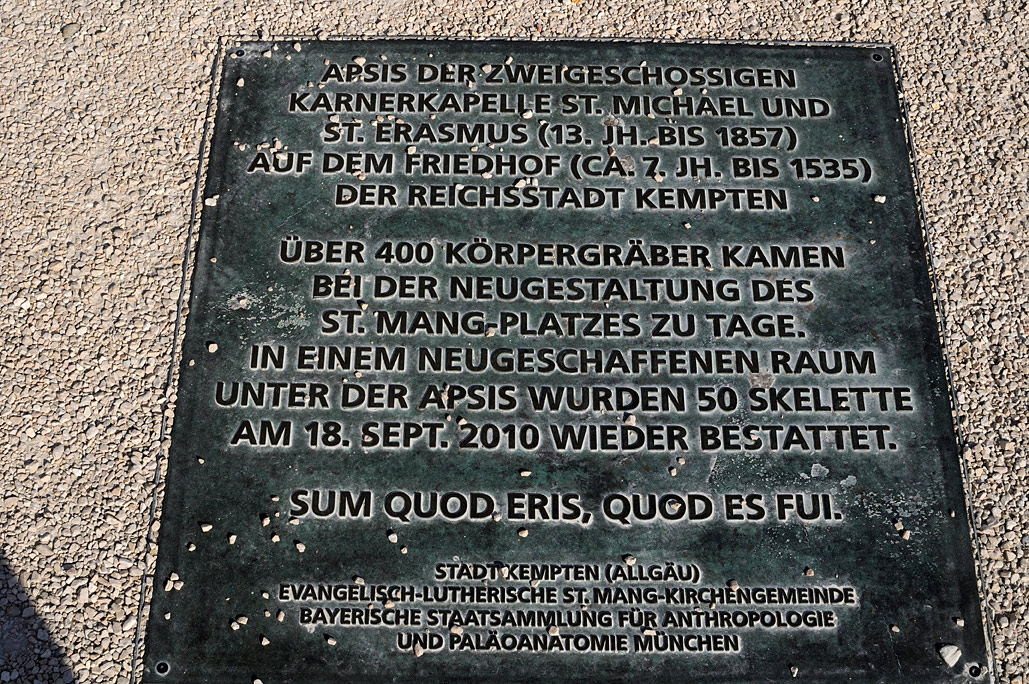 APSIS DER ZWEIGESCHOSSIGEN
KARNERKAPELLE ST. MICHAEL UND
ST. ERASMUS (13. JH. BIS 1857)
AUF DEM FRIEDHOF (CA. 7. JH. BIS 1535)
DER REICHSSTADT KEMPTEN
ÜBER 400 KÖRPERGRÄBER KAMEN
BEI DER NEUGESTALTUNG DES
ST. MANG-PLATZES ZU TAGE.
IN EINEM NEUGESCHAFFENEN RAUM
UNTER DER APSIS WURDEN 50 SKELETTE
AM 18. SEPT. 2010 WIEDER BESTATTET.
SUM QUOD ERIS, QUOD ES FUI.
STADT KEMPTEN (ALLGÄU)
EVANGELISCH-LUTHERISCHE ST. MANG-KIRCHENGEMEINDE
BAYERISCHE STAATSSAMMLUNG FÜR ANTHROPOLOGIE
UND PALÄOANATOMIE MÜNCHEN